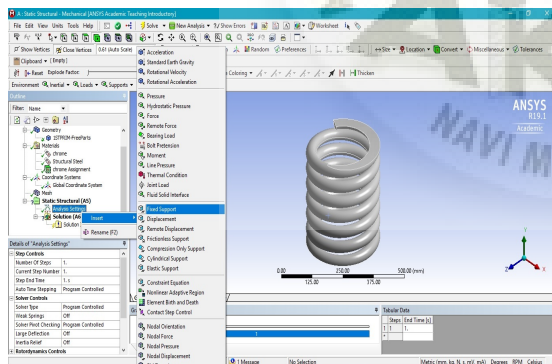 A : Static Structural - Mechanical [ANSYS Academic Teaching Introductory]
File Edit View Units Tools Help
Solve
New Analysis
Show Errors
Worksheet
Show Vertices
Close Vertices
0.61 (Auto Scale)
Random
Preferences
Size
Location
Convert
Miscellaneous
Tolerances
Clipboard
[Empty]
Reset
Explode Factor:
Coloring
Thicken
Environment
Inertial
Loads
Supports
Outline
Filter: Name
Geometry
1STPRDM-FreeParts
Materials
chrome
Structural Steel
chrome Assignment
Coordinate Systems
Global Coordinate System
Mesh
Static Structural (A5)
Analysis Settings
Solution (A6
Solution
Insert
Rename (F2)
Acceleration
Standard Earth Gravity
Rotational Velocity
Rotational Acceleration
Pressure
Hydrostatic Pressure
Force
Remote Force
Bearing Load
Bolt Pretension
Moment
Line Pressure
Thermal Condition
Joint Load
Fluid Solid Interface
Fixed Support
Displacement
Remote Displacement
Frictionless Support
Compression Only Support
Cylindrical Support
Elastic Support
Constraint Equation
Nonlinear Adaptive Region
Element Birth and Death
Contact Step Control
Nodal Orientation
Nodal Force
Nodal Pressure
Nodal Displacement
Details of "Analysis Settings"
Step Controls
Number Of Steps 1.
Current Step Number 1.
Step End Time 1. s
Auto Time Stepping Program Controlled
Solver Controls
Solver Type Program Controlled
Weak Springs Off
Solver Pivot Checking Program Controlled
Large Deflection Off
Inertia Relief Off
Rotordynamics Controls
ANSYS
R19.1
Academic
NAVI M
0.00 250.00 500.00 (mm)
125.00 375.00
Y
Z X
1
Tabular Data
Steps End Time [s]
1 1 1.
*
1 Message
No Selection
Metric (mm, kg, N, s, mV, mA) Degrees RPM Celsius